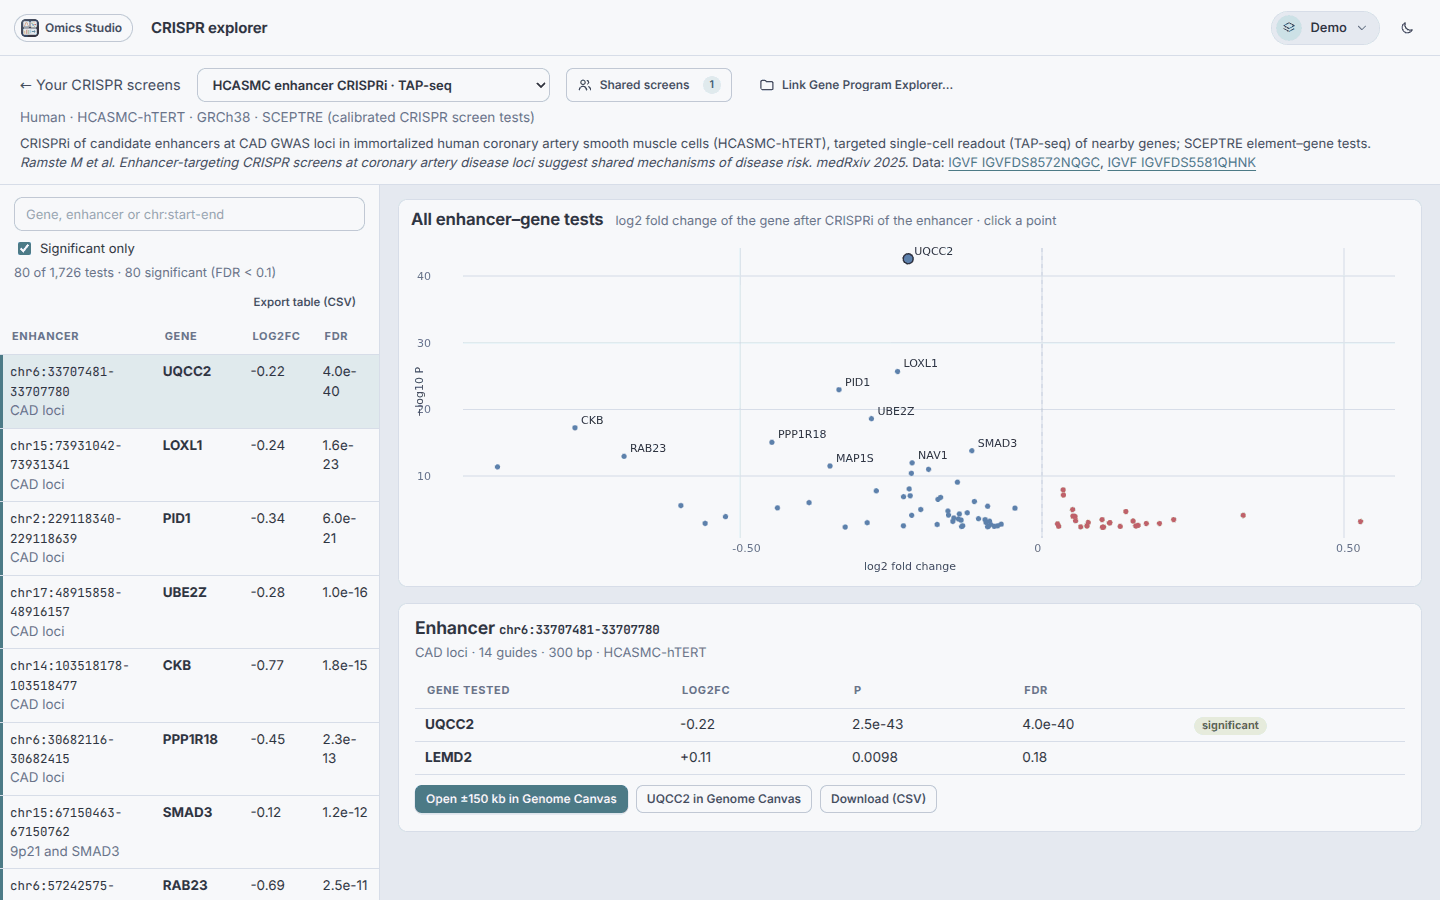 Omics Studio
CRISPR explorer
Demo
← Your CRISPR screens
HCASMC enhancer CRISPRi · TAP-seq
Shared screens 1
Link Gene Program Explorer...
Human · HCASMC-hTERT · GRCh38 · SCEPTRE (calibrated CRISPR screen tests)
CRISPRi of candidate enhancers at CAD GWAS loci in immortalized human coronary artery smooth muscle cells (HCASMC-hTERT), targeted single-cell readout (TAP-seq) of nearby genes; SCEPTRE element–gene tests.
Ramste M et al. Enhancer-targeting CRISPR screens at coronary artery disease loci suggest shared mechanisms of disease risk. medRxiv 2025. Data: IGVF IGVFDS8572NQGC, IGVF IGVFDS5581QHNK
Gene, enhancer or chr:start-end
Significant only
80 of 1,726 tests · 80 significant (FDR < 0.1)
Export table (CSV)
ENHANCER GENE LOG2FC FDR
chr6:33707481- UQCC2 -0.22 4.0e-
33707780 40
CAD loci
chr15:73931042- LOXL1 -0.24 1.6e-
73931341 23
CAD loci
chr2:229118340- PID1 -0.34 6.0e-
229118639 21
CAD loci
chr17:48915858- UBE2Z -0.28 1.0e-16
48916157
CAD loci
chr14:103518178- CKB -0.77 1.8e-15
103518477
CAD loci
chr6:30682116- PPP1R18 -0.45 2.3e-
30682415 13
CAD loci
chr15:67150463- SMAD3 -0.12 1.2e-12
67150762
9p21 and SMAD3
chr6:57242575- RAB23 -0.69 2.5e-11
All enhancer–gene tests log2 fold change of the gene after CRISPRi of the enhancer · click a point
UQCC2
40
30
LOXL1
PID1
-log10 P
20
UBE2Z
CKB
PPP1R18
RAB23
SMAD3
MAP1S
NAV1
10
-0.50 0 0.50
log2 fold change
Enhancer chr6:33707481-33707780
CAD loci · 14 guides · 300 bp · HCASMC-hTERT
GENE TESTED LOG2FC P FDR
UQCC2 -0.22 2.5e-43 4.0e-40 significant
LEMD2 +0.11 0.0098 0.18
Open ±150 kb in Genome Canvas
UQCC2 in Genome Canvas
Download (CSV)